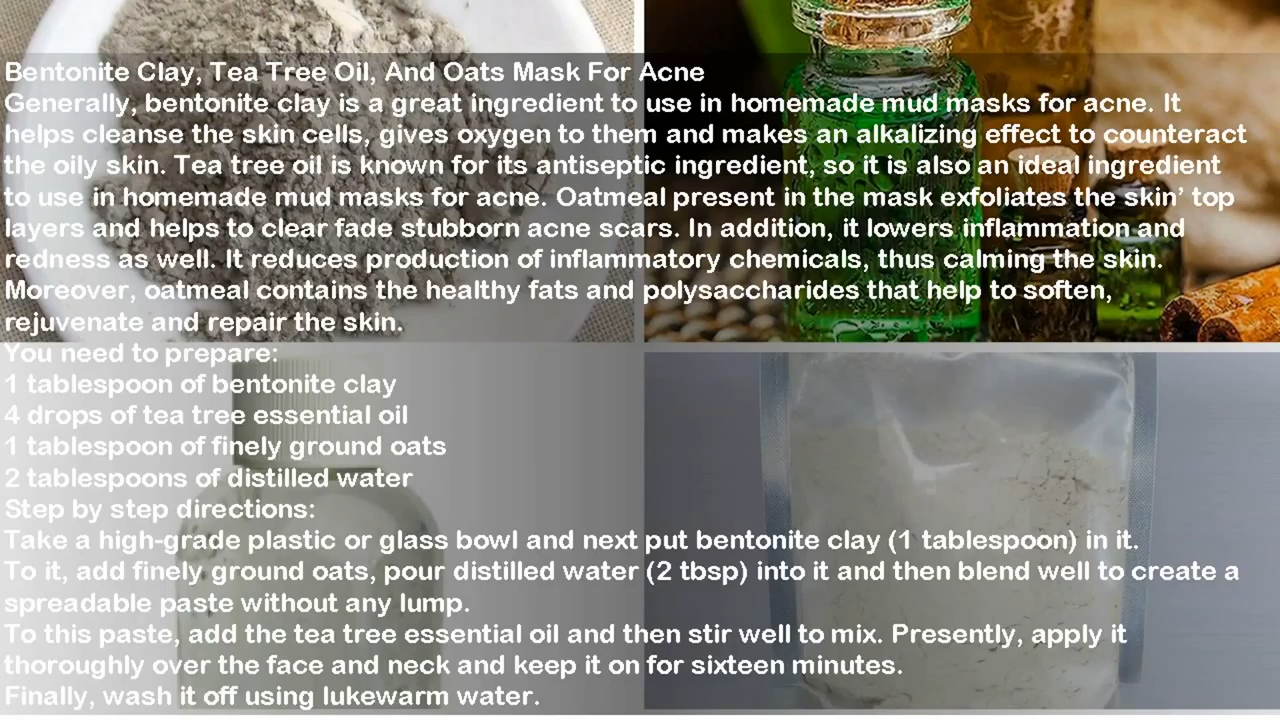 Bentonite Clay, Tea Tree Oil, And Oats Mask For Acne
Generally, bentonite clay is a great ingredient to use in homemade mud masks for acne. It
helps cleanse the skin cells, gives oxygen to them and makes an alkalizing effect to counteract
the oily skin. Tea tree oil is known for its antiseptic ingredient, so it is also an ideal ingredient
to use in homemade mud masks for acne. Oatmeal present in the mask exfoliates the skin’ top
layers and helps to clear fade stubborn acne scars. In addition, it lowers inflammation and
redness as well. It reduces production of inflammatory chemicals, thus calming the skin.
Moreover, oatmeal contains the healthy fats and polysaccharides that help to soften,
rejuvenate and repair the skin.
You need to prepare:
1 tablespoon of bentonite clay
4 drops of tea tree essential oil
1 tablespoon of finely ground oats
2 tablespoons of distilled water
Step by step directions:
Take a high-grade plastic or glass bowl and next put bentonite clay (1 tablespoon) in it.
To it, add finely ground oats, pour distilled water (2 tbsp) into it and then blend well to create a
spreadable paste without any lump.
To this paste, add the tea tree essential oil and then stir well to mix. Presently, apply it
thoroughly over the face and neck and keep it on for sixteen minutes.
Finally, wash it off using lukewarm water.